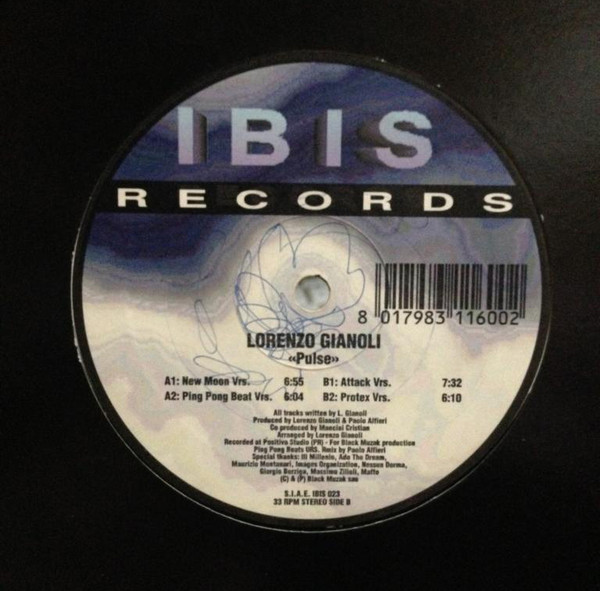 IBIS
RECORDS
8 017983 116002
LORENZO GIANOLI
«Pulse»
A1: New Moon Vrs. 6:55 B1: Attack Vrs. 7:32
A2: Ping Pong Beat Vrs. 6:04 B2: Protex Vrs. 6:10
All tracks written by L. Gianoli
Produced by Lorenzo Gianoli & Paolo Alfieri
Co produced by Mancini Cristian
Arranged by Lorenzo Gianoli
Recorded at Positiva Studio (PR) - For Black Muzak production
Ping Pong Beats URS. Rmix by Paolo Alfieri
Special thanks: III Millenio, Ado The Dream,
Maurizio Montanari, Images Organization, Nessun Dorma,
Giorgio Massimo Zilioli, Maffo
(C) & (P) Black Muzak sas
S.I.A.E. IBIS 023
33 RPM STEREO SIDE B